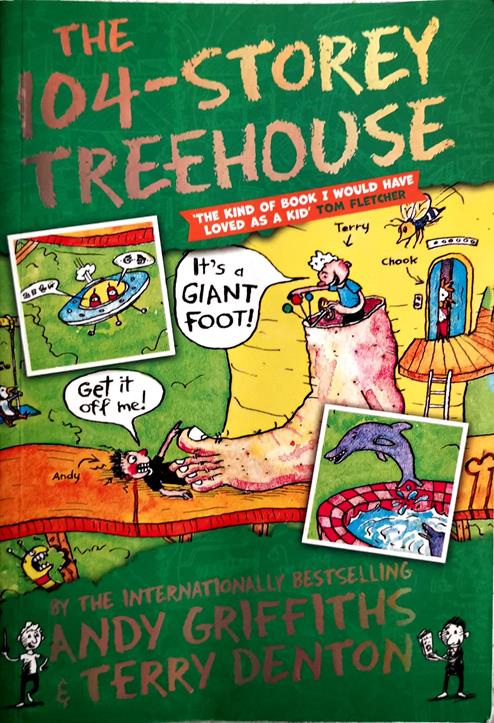 THE
104-STOREY
TREEHOUSE
'THE KIND OF BOOK I WOULD HAVE
LOVED AS A KID' TOM FLETCHER
Terry
Chook
It's a
GIANT
FOOT!
Get it
off me!
Andy
BY THE INTERNATIONALLY BESTSELLING
ANDY GRIFFITHS
& TERRY DENTON